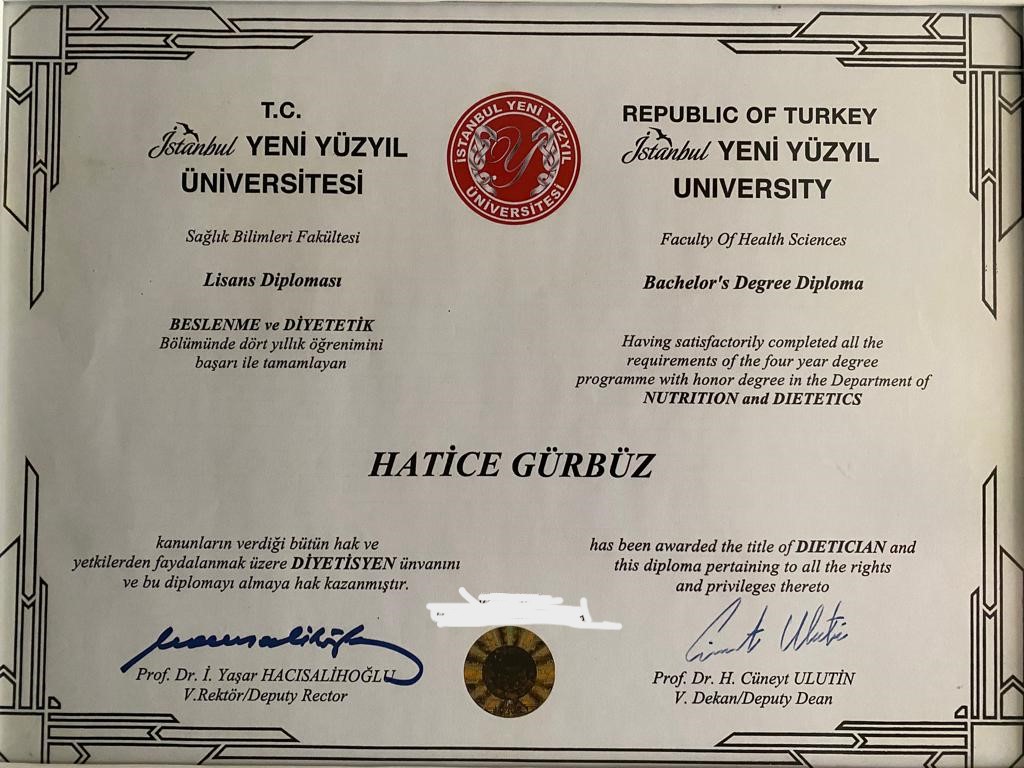 T.C.
İstanbul YENİ YÜZYIL
ÜNİVERSİTESİ
Sağlık Bilimleri Fakültesi
Lisans Diploması
BESLENME ve DİYETETİK
Bölümünde dört yıllık öğrenimini
başarı ile tamamlayan
İSTANBUL YENİ YÜZYIL
ÜNİVERSİTESİ
REPUBLIC OF TURKEY
İstanbul YENİ YÜZYIL
UNIVERSITY
Faculty Of Health Sciences
Bachelor's Degree Diploma
Having satisfactorily completed all the
requirements of the four year degree
programme with honor degree in the Department of
NUTRITION and DIETETICS
HATİCE GÜRBÜZ
kanunların verdiği bütün hak ve
yetkilerden faydalanmak üzere DİYETİSYEN ünvanını
ve bu diplomayı almaya hak kazanmıştır.
Prof. Dr. İ. Yaşar HACISALİHOĞLU
V.Rektör/Deputy Rector
has been awarded the title of DIETICIAN and
this diploma pertaining to all the rights
and privileges thereto
Prof. Dr. H. Cüneyt ULUTİN
V. Dekan/Deputy Dean